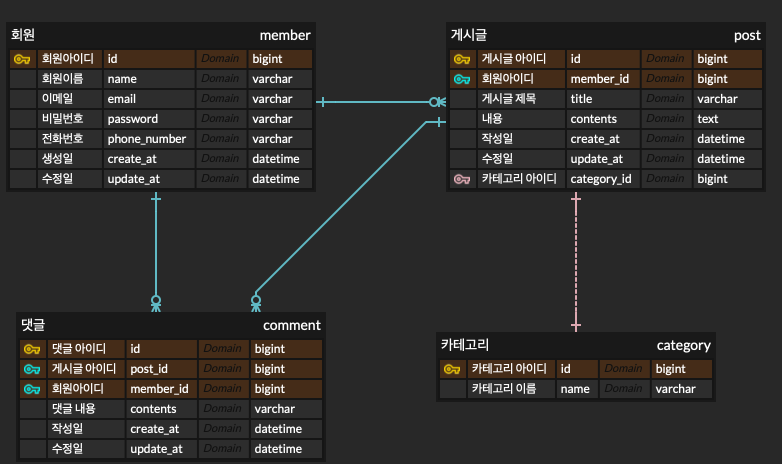 회원 member
회원아이디 id Domain bigint
회원이름 name Domain varchar
이메일 email Domain varchar
비밀번호 password Domain varchar
전화번호 phone_number Domain varchar
생성일 create_at Domain datetime
수정일 update_at Domain datetime
게시글 post
게시글 아이디 id Domain bigint
회원아이디 member_id Domain bigint
게시글 제목 title Domain varchar
내용 contents Domain text
작성일 create_at Domain datetime
수정일 update_at Domain datetime
카테고리 아이디 category_id Domain bigint
댓글 comment
댓글 아이디 id Domain bigint
게시글 아이디 post_id Domain bigint
회원아이디 member_id Domain bigint
댓글 내용 contents Domain varchar
작성일 create_at Domain datetime
수정일 update_at Domain datetime
카테고리 category
카테고리 아이디 id Domain bigint
카테고리 이름 name Domain varchar